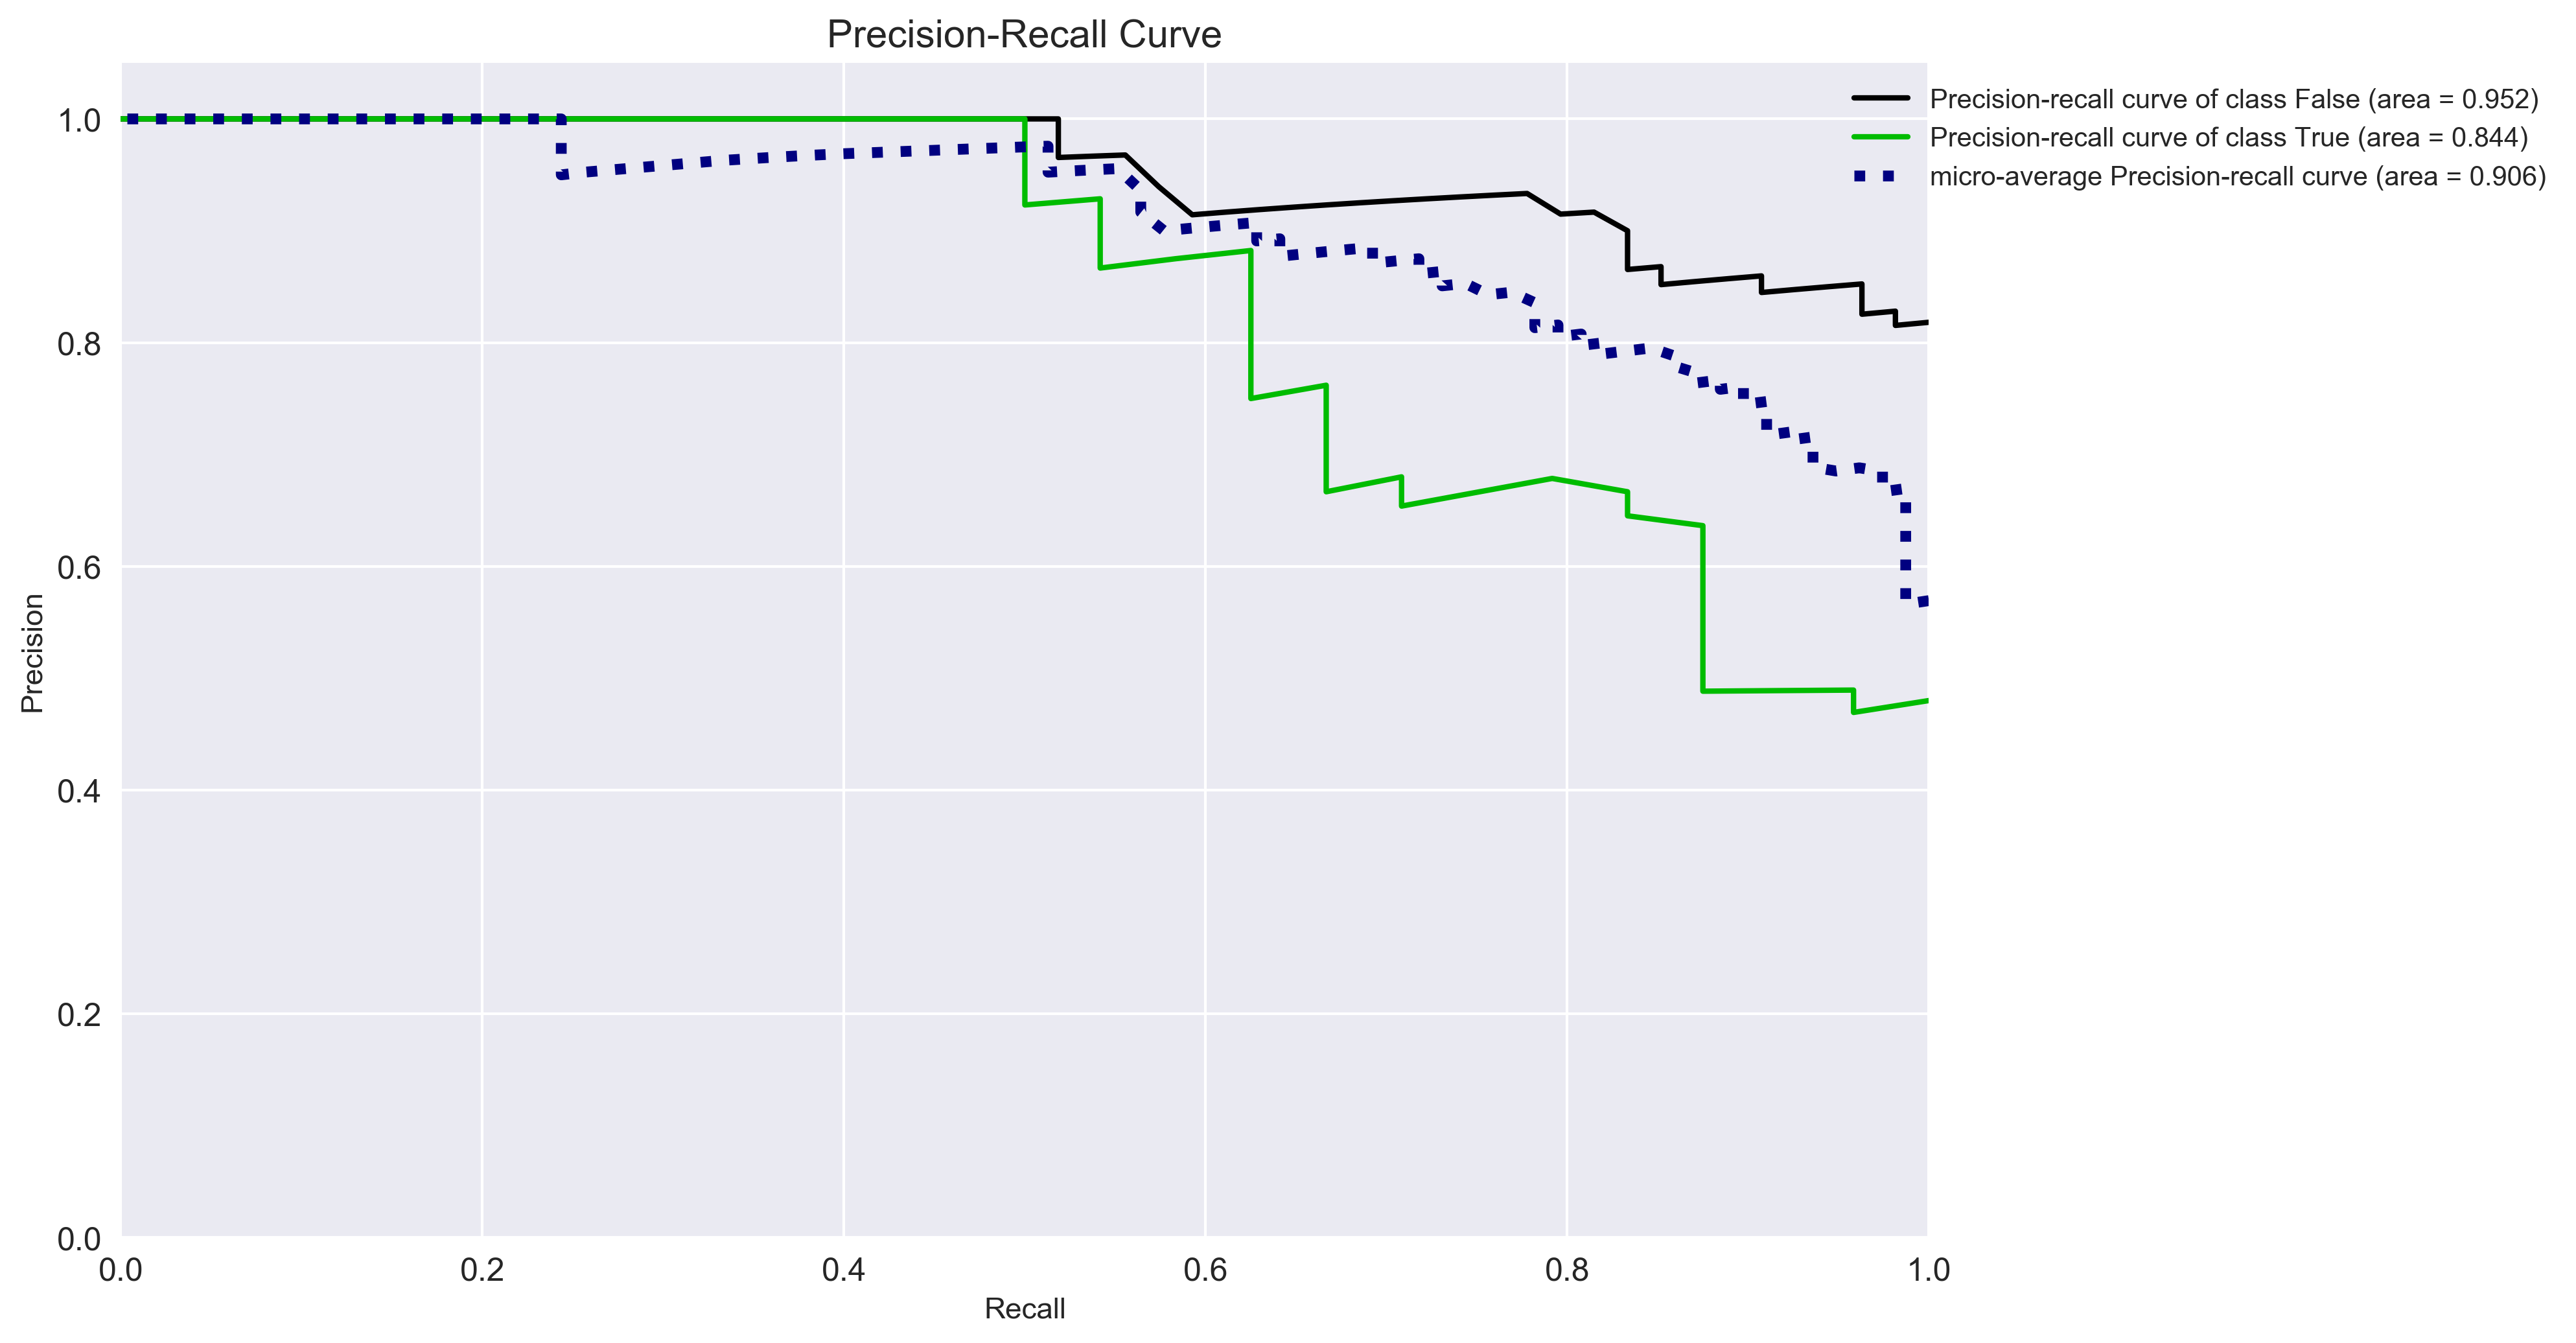 Precision-Recall Curve
1.0
0.8
0.6
0.4
0.2
0.0
Precision
0.0 0.2 0.4 0.6 0.8 1.0
Recall
Precision-recall curve of class False (area = 0.952)
Precision-recall curve of class True (area = 0.844)
micro-average Precision-recall curve (area = 0.906)